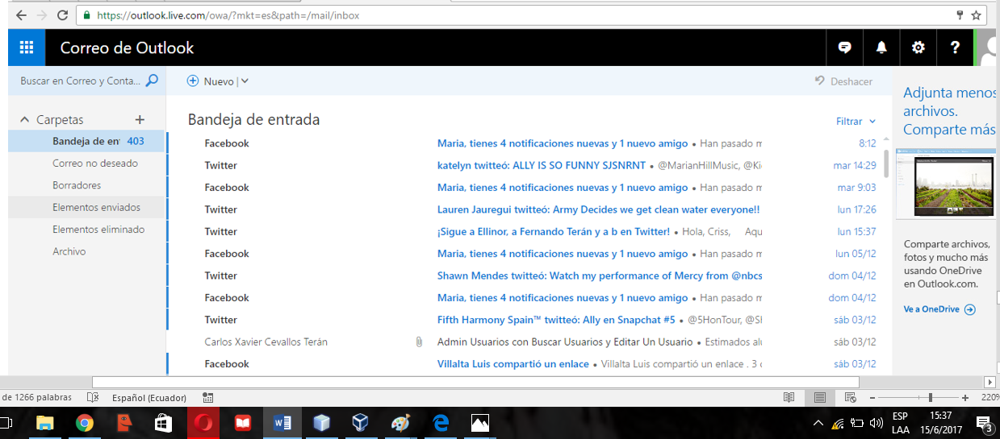 https://outlook.live.com/owa/?mkt=es&path=/mail/inbox
Correo de Outlook
?
Buscar en Correo y Conta...
Nuevo |
Deshacer
Carpetas +
Bandeja de ent 403
Correo no deseado
Borradores
Elementos enviados
Elementos eliminado
Archivo
Bandeja de entrada
Filtrar
Facebook Maria, tienes 4 notificaciones nuevas y 1 nuevo amigo • Han pasado m 8:12
Twitter katelyn twitteó: ALLY IS SO FUNNY SJSNRNT • @MarianHillMusic, @Ki mar 14:29
Facebook Maria, tienes 4 notificaciones nuevas y 1 nuevo amigo • Han pasado m mar 9:03
Twitter Lauren Jauregui twitteó: Army Decides we get clean water everyone!! lun 17:26
Twitter ¡Sigue a Ellinor, a Fernando Terán y a b en Twitter! • Hola, Criss, Aqu lun 15:37
Facebook Maria, tienes 4 notificaciones nuevas y 1 nuevo amigo • Han pasado m lun 05/12
Twitter Shawn Mendes twitteó: Watch my performance of Mercy from @nbcs dom 04/12
Facebook Maria, tienes 4 notificaciones nuevas y 1 nuevo amigo • Han pasado m dom 04/12
Twitter Fifth Harmony Spain™ twitteó: Ally en Snapchat #5 • @5HonTour, @SH sáb 03/12
Carlos Xavier Cevallos Terán Admin Usuarios con Buscar Usuarios y Editar Un Usuario • Estimados alu sáb 03/12
Facebook Villalta Luis compartió un enlace • Villalta Luis compartió un enlace . 3 c sáb 03/12
Adjunta menos
archivos.
Comparte más
Comparte archivos,
fotos y mucho más
usando OneDrive
en Outlook.com.
Ve a OneDrive
de 1266 palabras Español (Ecuador) 220%
ESP 15:37
LAA 15/6/2017 3